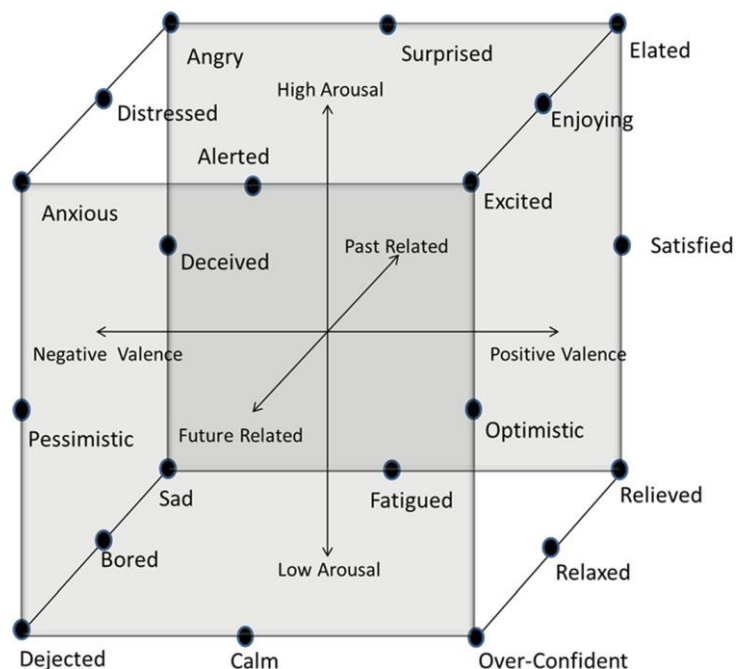 Angry
Surprised
Elated
High Arousal
Distressed
Enjoying
Alerted
Anxious
Excited
Past Related
Deceived
Satisfied
Negative Valence
Positive Valence
Pessimistic
Future Related
Optimistic
Sad
Fatigued
Relieved
Bored
Low Arousal
Relaxed
Dejected
Calm
Over-Confident